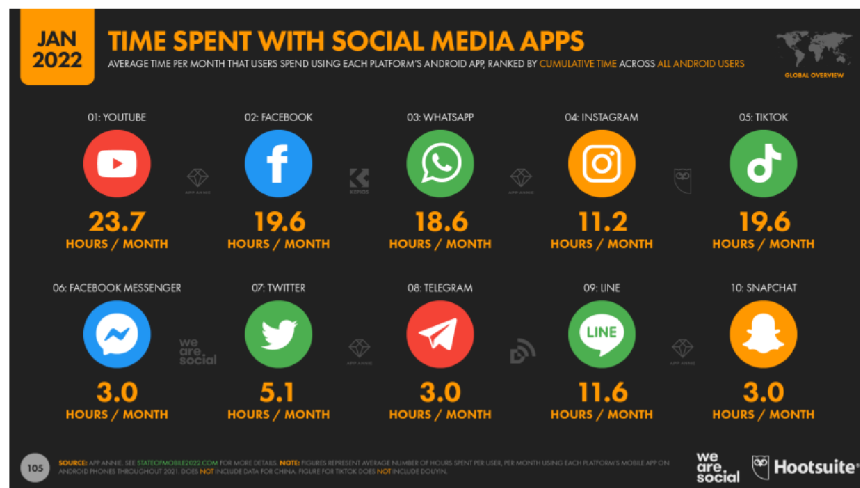 JAN
2022
TIME SPENT WITH SOCIAL MEDIA APPS
AVERAGE TIME PER MONTH THAT USERS SPEND USING EACH PLATFORM'S ANDROID APP, RANKED BY CUMULATIVE TIME ACROSS ALL ANDROID USERS
GLOBAL OVERVIEW
01: YOUTUBE
02: FACEBOOK
03: WHATSAPP
04: INSTAGRAM
05: TIKTOK
23.7
19.6
18.6
11.2
19.6
HOURS / MONTH
HOURS / MONTH
HOURS / MONTH
HOURS / MONTH
HOURS / MONTH
06: FACEBOOK MESSENGER
07: TWITTER
08: TELEGRAM
09: LINE
10: SNAPCHAT
we
are.
social
LINE
3.0
5.1
3.0
11.6
3.0
HOURS / MONTH
HOURS / MONTH
HOURS / MONTH
HOURS / MONTH
HOURS / MONTH
105
SOURCE: APP ANNIE. SEE STATEOFMOBILE2022.COM FOR MORE DETAILS. NOTE: FIGURES REPRESENT AVERAGE NUMBER OF HOURS SPENT PER USER, PER MONTH USING EACH PLATFORM'S MOBILE APP ON
ANDROID PHONES THROUGHOUT 2021. DOES NOT INCLUDE DATA FOR CHINA. FIGURE FOR TIKTOK DOES NOT INCLUDE DOUYIN.
we
are.
social
Hootsuite